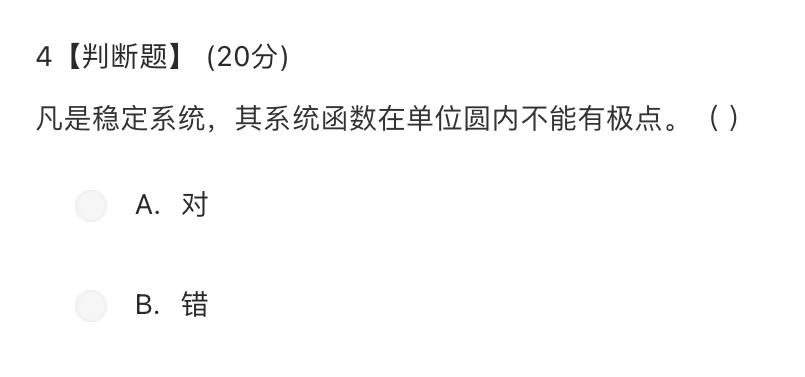 4【判断题】 (20分)
凡是稳定系统，其系统函数在单位圆内不能有极点。（ ）
A. 对
B. 错